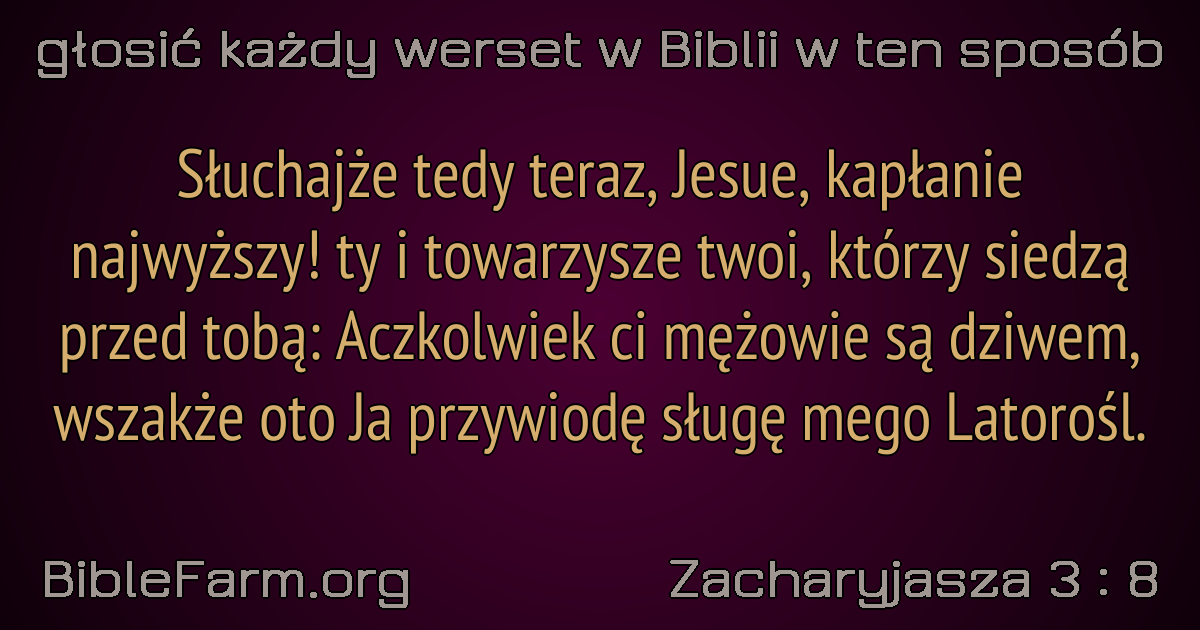 głosić każdy werset w Biblii w ten sposób
Słuchajże tedy teraz, Jesue, kapłanie
najwyższy! ty i towarzysze twoi, którzy siedzą
przed tobą: Aczkolwiek ci mężowie są dziwem,
wszakże oto Ja przywiodę sługę mego Latorośl.
BibleFarm.org
Zacharyjasza 3 : 8